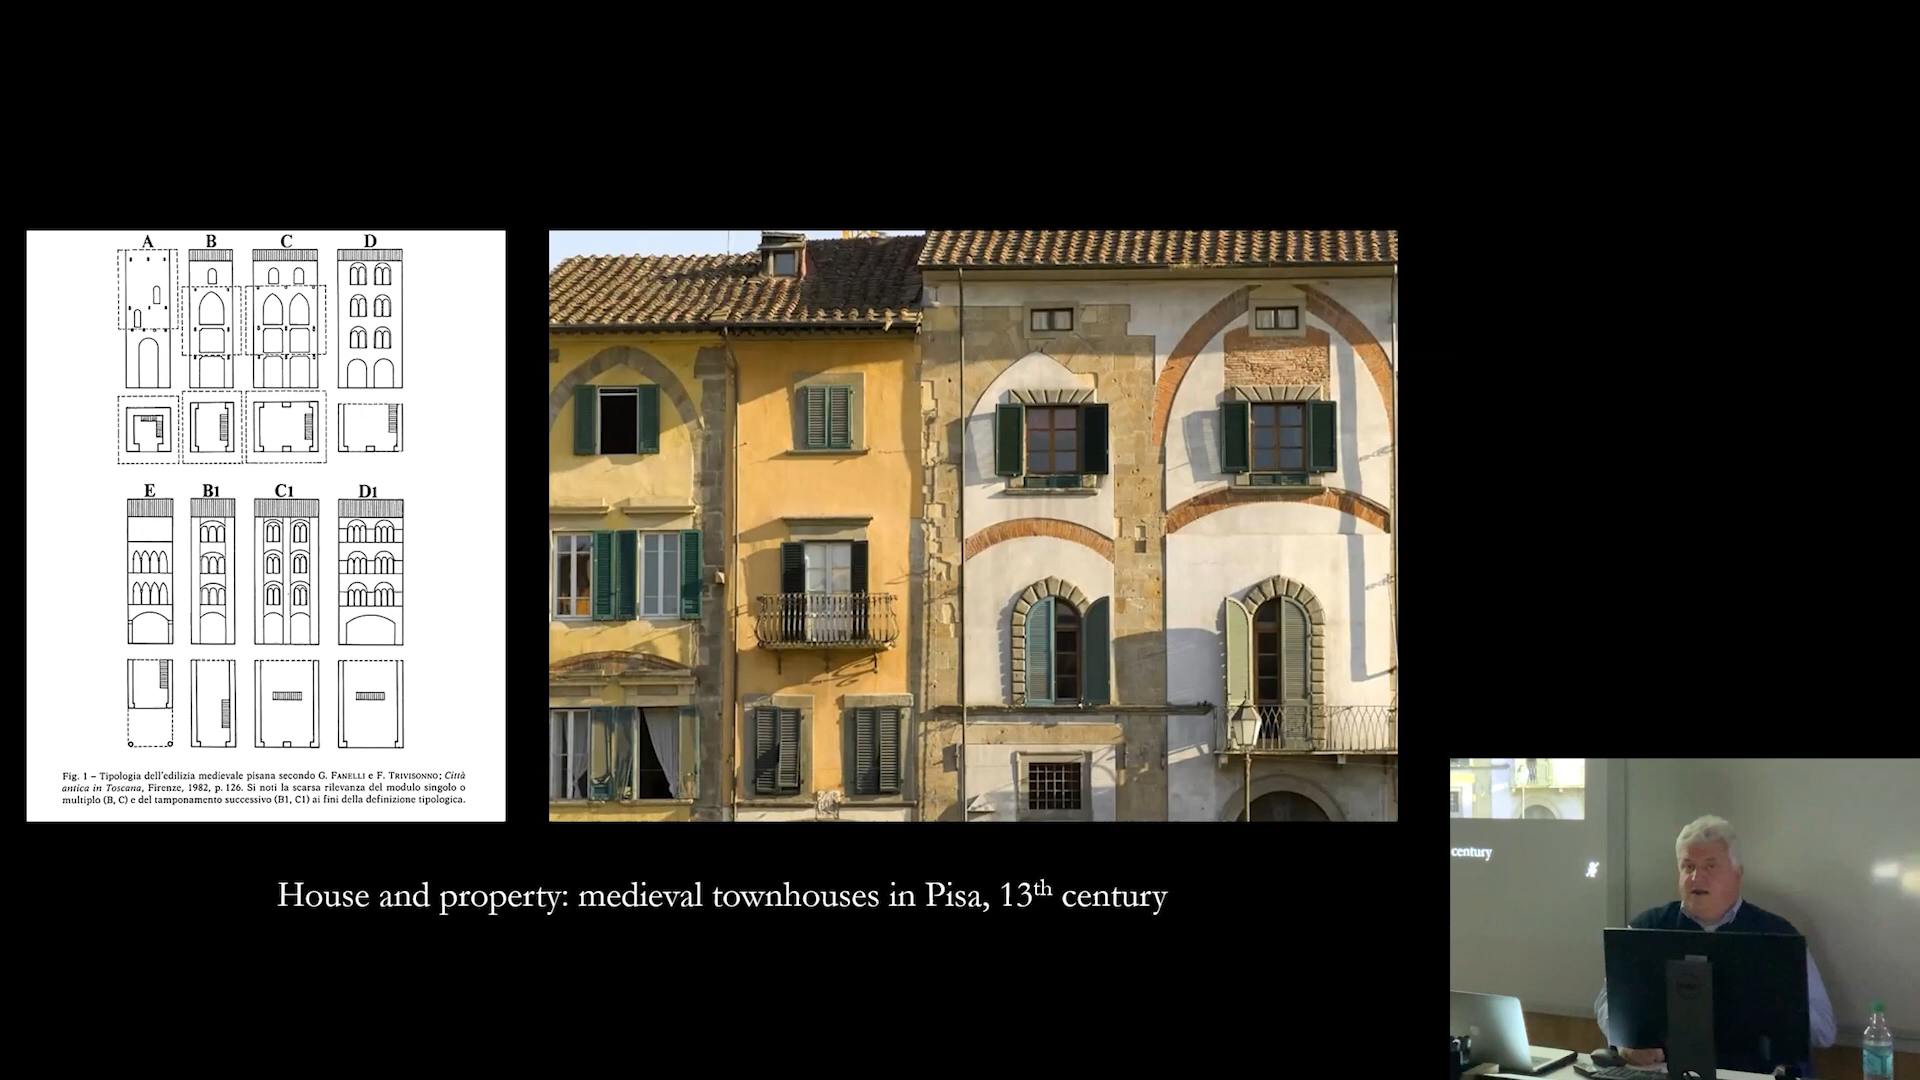 A B C D
E B1 C1 D1
Fig. 1 – Tipologia dell'edilizia medievale pisana secondo G. FANELLI e F. TRIVISONNO; Città
antica in Toscana, Firenze, 1982, p. 126. Si noti la scarsa rilevanza del modulo singolo o
multiplo (B, C) e del tamponamento successivo (B1, C1) ai fini della definizione tipologica.
House and property: medieval townhouses in Pisa, 13th century
century
DELL